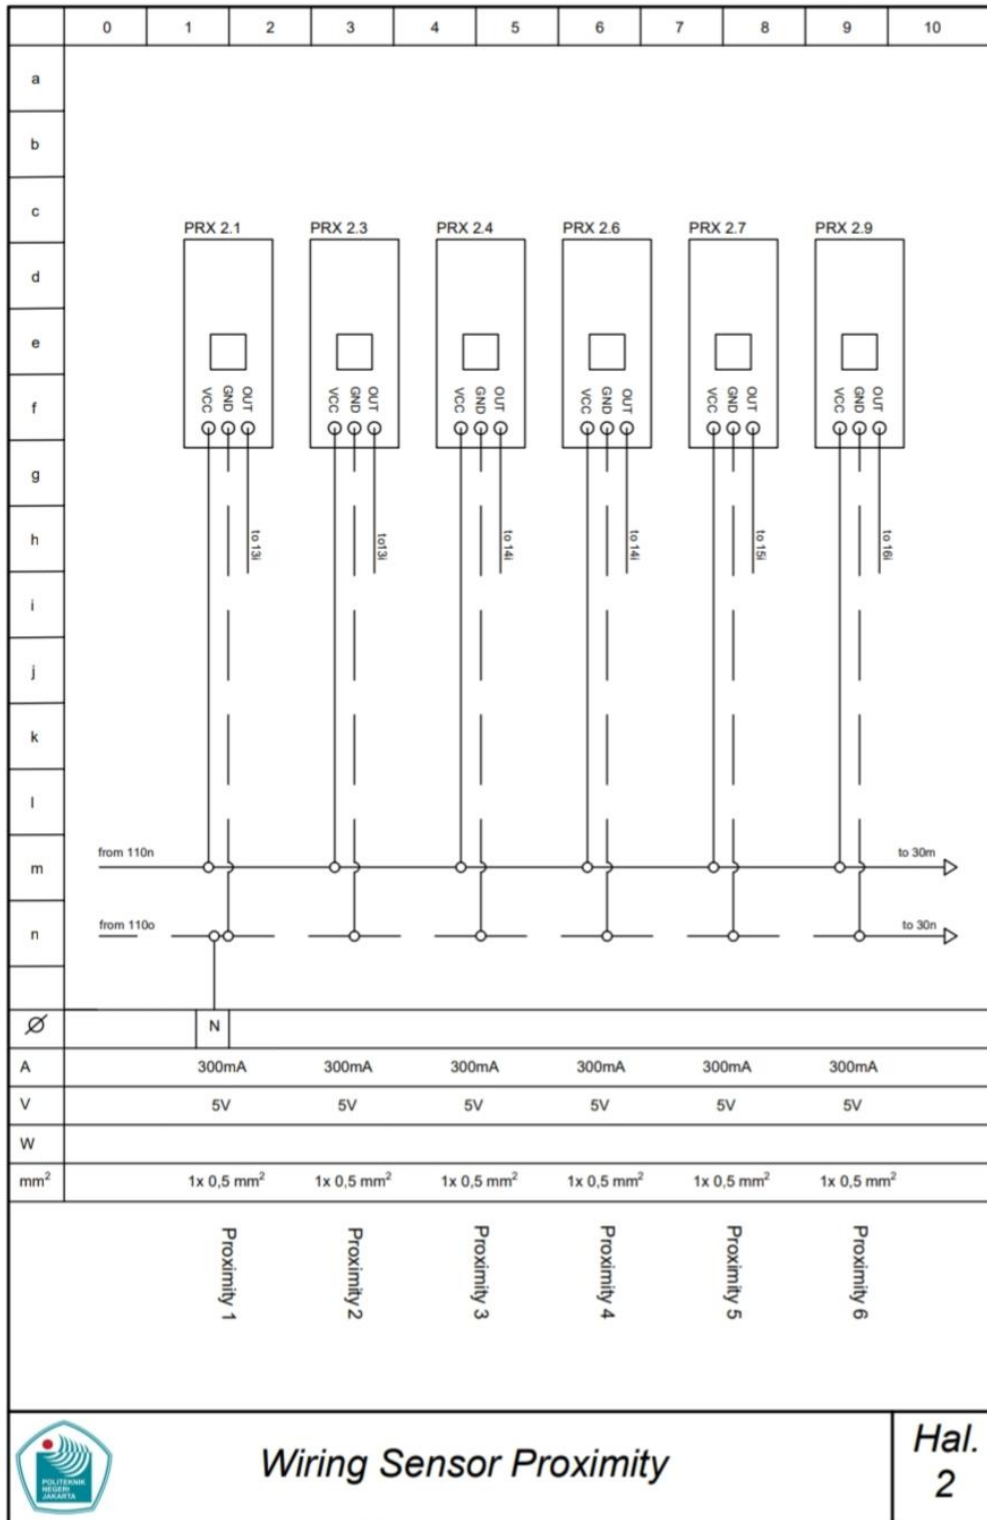 0 1 2 3 4 5 6 7 8 9 10
a
b
c
PRX 2.1 PRX 2.3 PRX 2.4 PRX 2.6 PRX 2.7 PRX 2.9
d
e
f
VCC GND OUT VCC GND OUT VCC GND OUT VCC GND OUT VCC GND OUT VCC GND OUT
g
h
to 13i to13i to 14i to 14i to 15i to 16i
i
j
k
l
m
from 110n to 30m
n
from 110o to 30n
Ø N
A 300mA 300mA 300mA 300mA 300mA 300mA
V 5V 5V 5V 5V 5V 5V
W
mm² 1x 0,5 mm² 1x 0,5 mm² 1x 0,5 mm² 1x 0,5 mm² 1x 0,5 mm² 1x 0,5 mm²
Proximity 1 Proximity 2 Proximity 3 Proximity 4 Proximity 5 Proximity 6
POLITEKNIK
NEGERI
JAKARTA
Wiring Sensor Proximity
Hal.
2